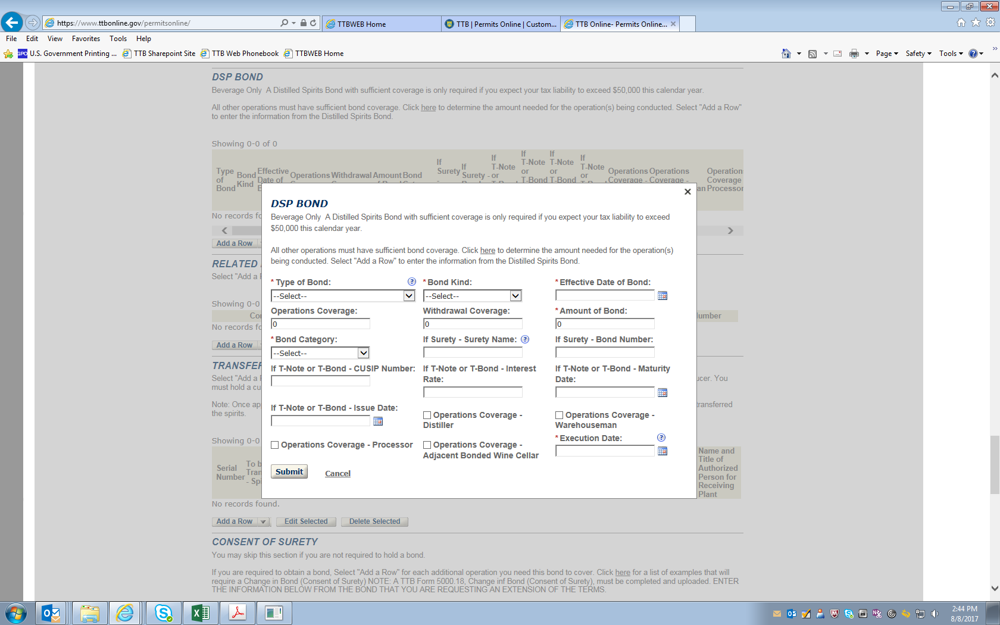 https://www.ttbonline.gov/permitsonline/
TTBWEB Home
TTB | Permits Online | Custom...
TTB Online- Permits Online...
File Edit View Favorites Tools Help
GPO U.S. Government Printing ... TTB Sharepoint Site TTB Web Phonebook TTBWEB Home
Page Safety Tools
DSP BOND
Beverage Only A Distilled Spirits Bond with sufficient coverage is only required if you expect your tax liability to exceed $50,000 this calendar year.
All other operations must have sufficient bond coverage. Click here to determine the amount needed for the operation(s) being conducted. Select "Add a Row"
to enter the information from the Distilled Spirits Bond.
Showing 0-0 of 0
Type of Bond
Bond Kind
Effective Date of
Operations
Withdrawal
Amount
Bond
If Surety -
If Surety -
If T-Note or
If T-Note or T-Bond
If T-Note or T-Bond
If T-Note or
Operations Coverage -
Operations Coverage -
Operation
Coverage
Processor
No records fo
Add a Row
RELATED
Select "Add a
Showing 0-0
Co
umber
No records fo
Add a Row
TRANSFER
Select "Add a
ucer. You
must hold a cu
Note: Once ap
transferred
the spirits.
Showing 0-0
Serial Number
To b
Tran
- Spi
Name and
Title of
Authorized
Person for
Receiving
Plant
No records found.
Add a Row Edit Selected Delete Selected
CONSENT OF SURETY
You may skip this section if you are not required to hold a bond.
If you are required to obtain a bond, Select "Add a Row" for each additional operation you need this bond to cover. Click here for a list of examples that will
require a Change in Bond (Consent of Surety) NOTE: A TTB Form 5000.18, Change inf Bond (Consent of Surety), must be completed and uploaded. ENTER
THE INFORMATION BELOW FROM THE BOND THAT YOU ARE REQUESTING AN EXTENSION OF THE TERMS.
DSP BOND
Beverage Only A Distilled Spirits Bond with sufficient coverage is only required if you expect your tax liability to exceed
$50,000 this calendar year.
All other operations must have sufficient bond coverage. Click here to determine the amount needed for the operation(s)
being conducted. Select "Add a Row" to enter the information from the Distilled Spirits Bond.
* Type of Bond: * Bond Kind: * Effective Date of Bond:
--Select-- --Select--
Operations Coverage: Withdrawal Coverage: * Amount of Bond:
0 0 0
* Bond Category: If Surety - Surety Name: If Surety - Bond Number:
--Select--
If T-Note or T-Bond - CUSIP Number: If T-Note or T-Bond - Interest Rate: If T-Note or T-Bond - Maturity Date:
If T-Note or T-Bond - Issue Date:
Operations Coverage - Distiller
Operations Coverage - Warehouseman
Operations Coverage - Processor
Operations Coverage - Adjacent Bonded Wine Cellar
* Execution Date:
Submit Cancel
2:44 PM
8/8/2017